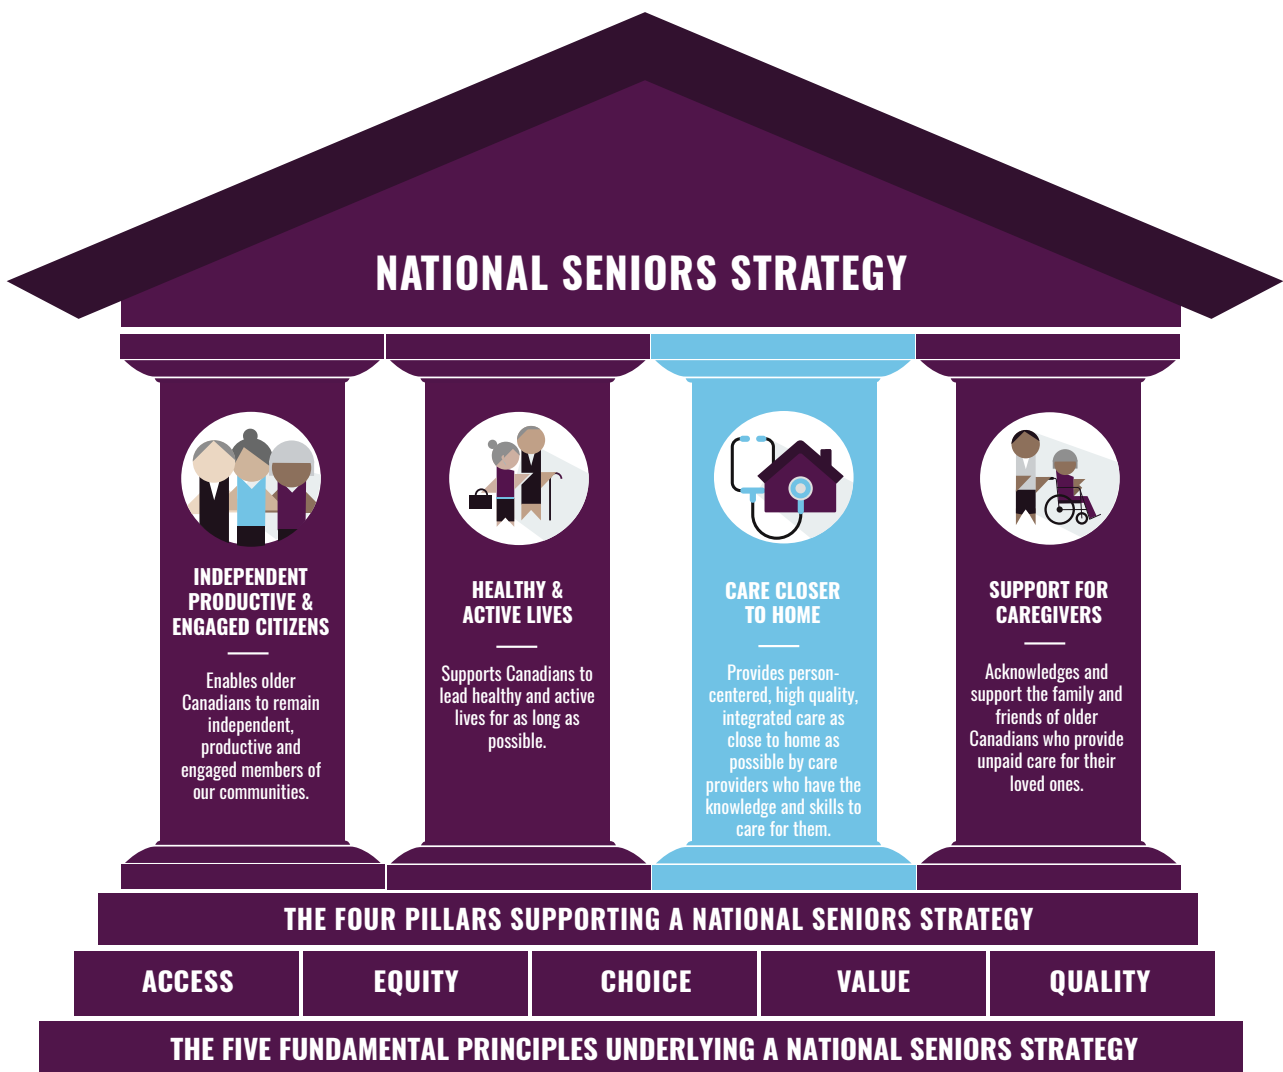 NATIONAL SENIORS STRATEGY
INDEPENDENT
PRODUCTIVE &
ENGAGED CITIZENS
Enables older
Canadians to remain
independent,
productive and
engaged members of
our communities.
HEALTHY &
ACTIVE LIVES
Supports Canadians to
lead healthy and active
lives for as long as
possible.
CARE CLOSER
TO HOME
Provides person-
centered, high quality,
integrated care as
close to home as
possible by care
providers who have the
knowledge and skills to
care for them.
SUPPORT FOR
CAREGIVERS
Acknowledges and
support the family and
friends of older
Canadians who provide
unpaid care for their
loved ones.
THE FOUR PILLARS SUPPORTING A NATIONAL SENIORS STRATEGY
ACCESS
EQUITY
CHOICE
VALUE
QUALITY
THE FIVE FUNDAMENTAL PRINCIPLES UNDERLYING A NATIONAL SENIORS STRATEGY